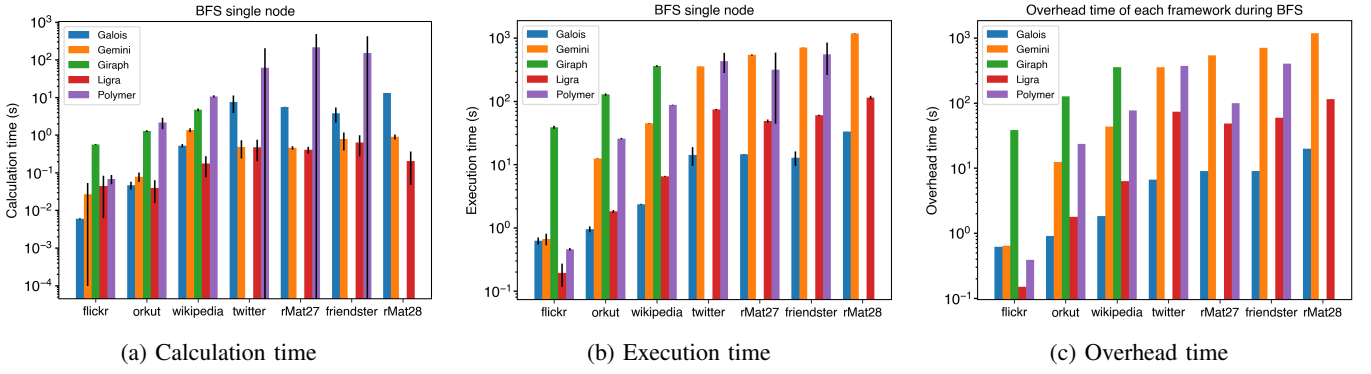 BFS single node
Calculation time (s)
10³
10²
10¹
10⁰
10⁻¹
10⁻²
10⁻³
10⁻⁴
Galois
Gemini
Giraph
Ligra
Polymer
flickr orkut wikipedia twitter rMat27 friendster rMat28
(a) Calculation time
BFS single node
Execution time (s)
10³
10²
10¹
10⁰
10⁻¹
Galois
Gemini
Giraph
Ligra
Polymer
flickr orkut wikipedia twitter rMat27 friendster rMat28
(b) Execution time
Overhead time of each framework during BFS
Overhead time (s)
10³
10²
10¹
10⁰
10⁻¹
Galois
Gemini
Giraph
Ligra
Polymer
flickr orkut wikipedia twitter rMat27 friendster rMat28
(c) Overhead time